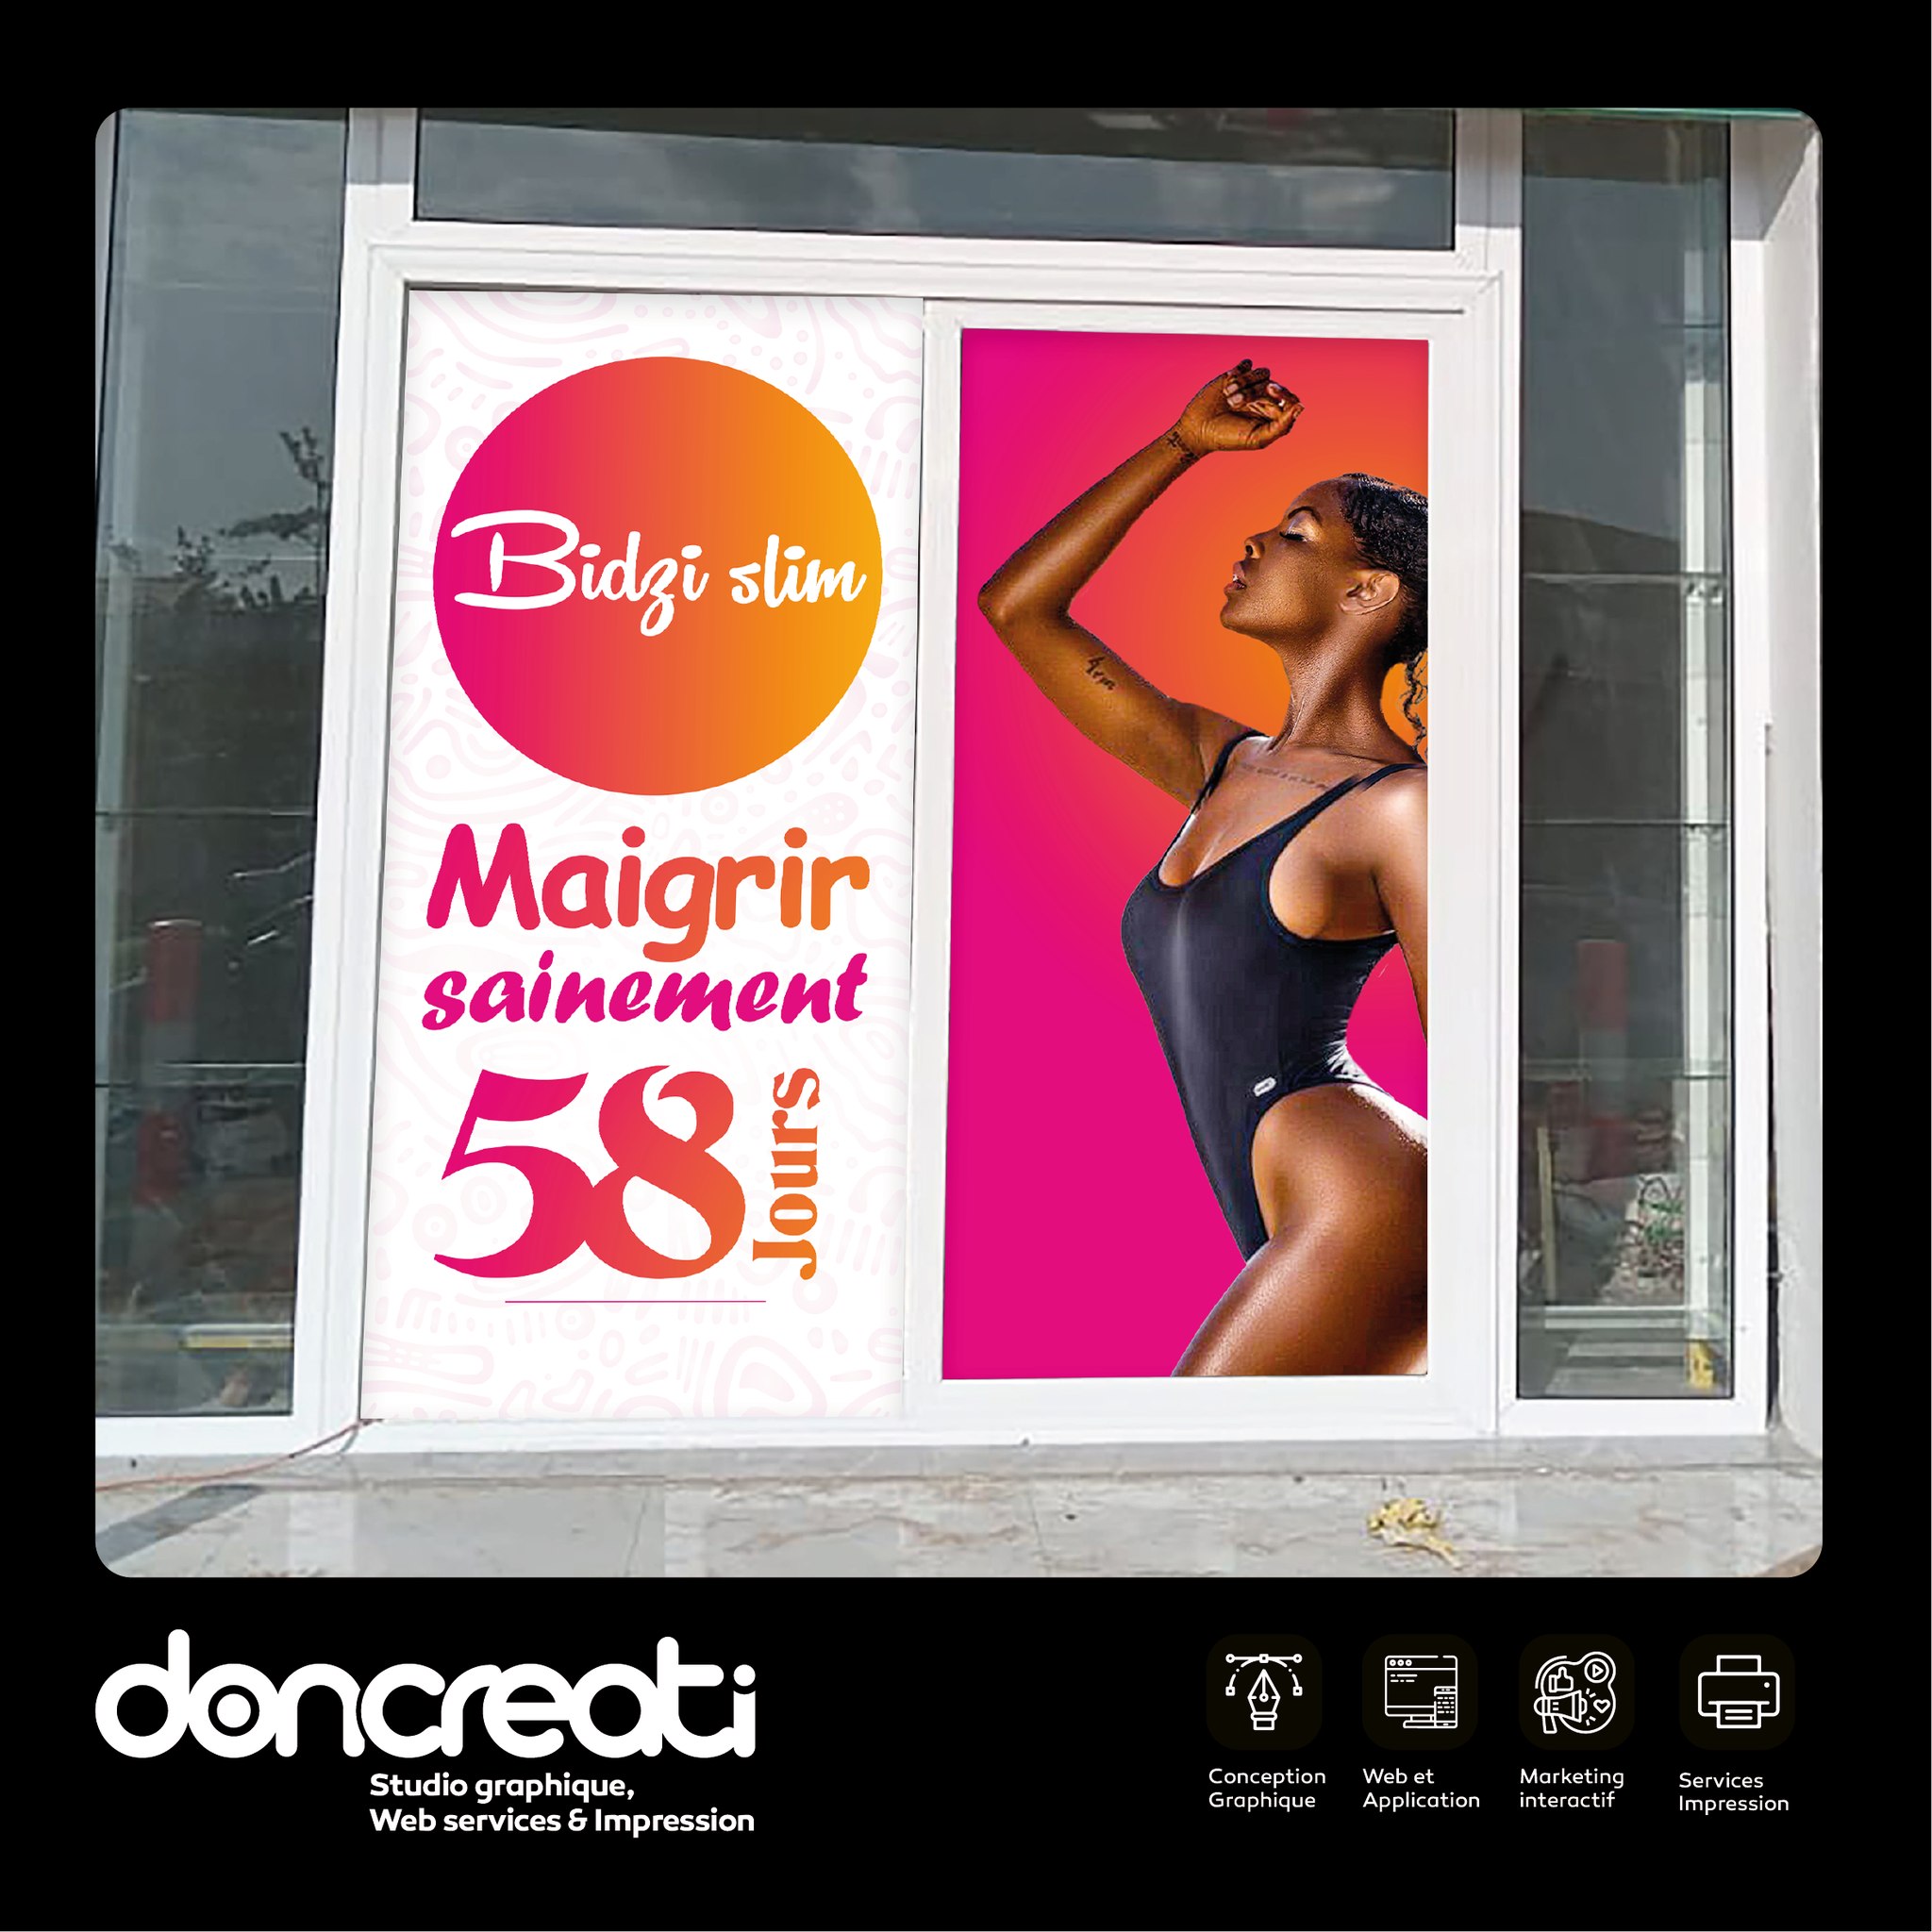 Bidzi slim
Maigrir
sainement
58
Jours
doncreati
Studio graphique,
Web services & Impression
Conception
Graphique
Web et
Application
Marketing
interactif
Services
Impression